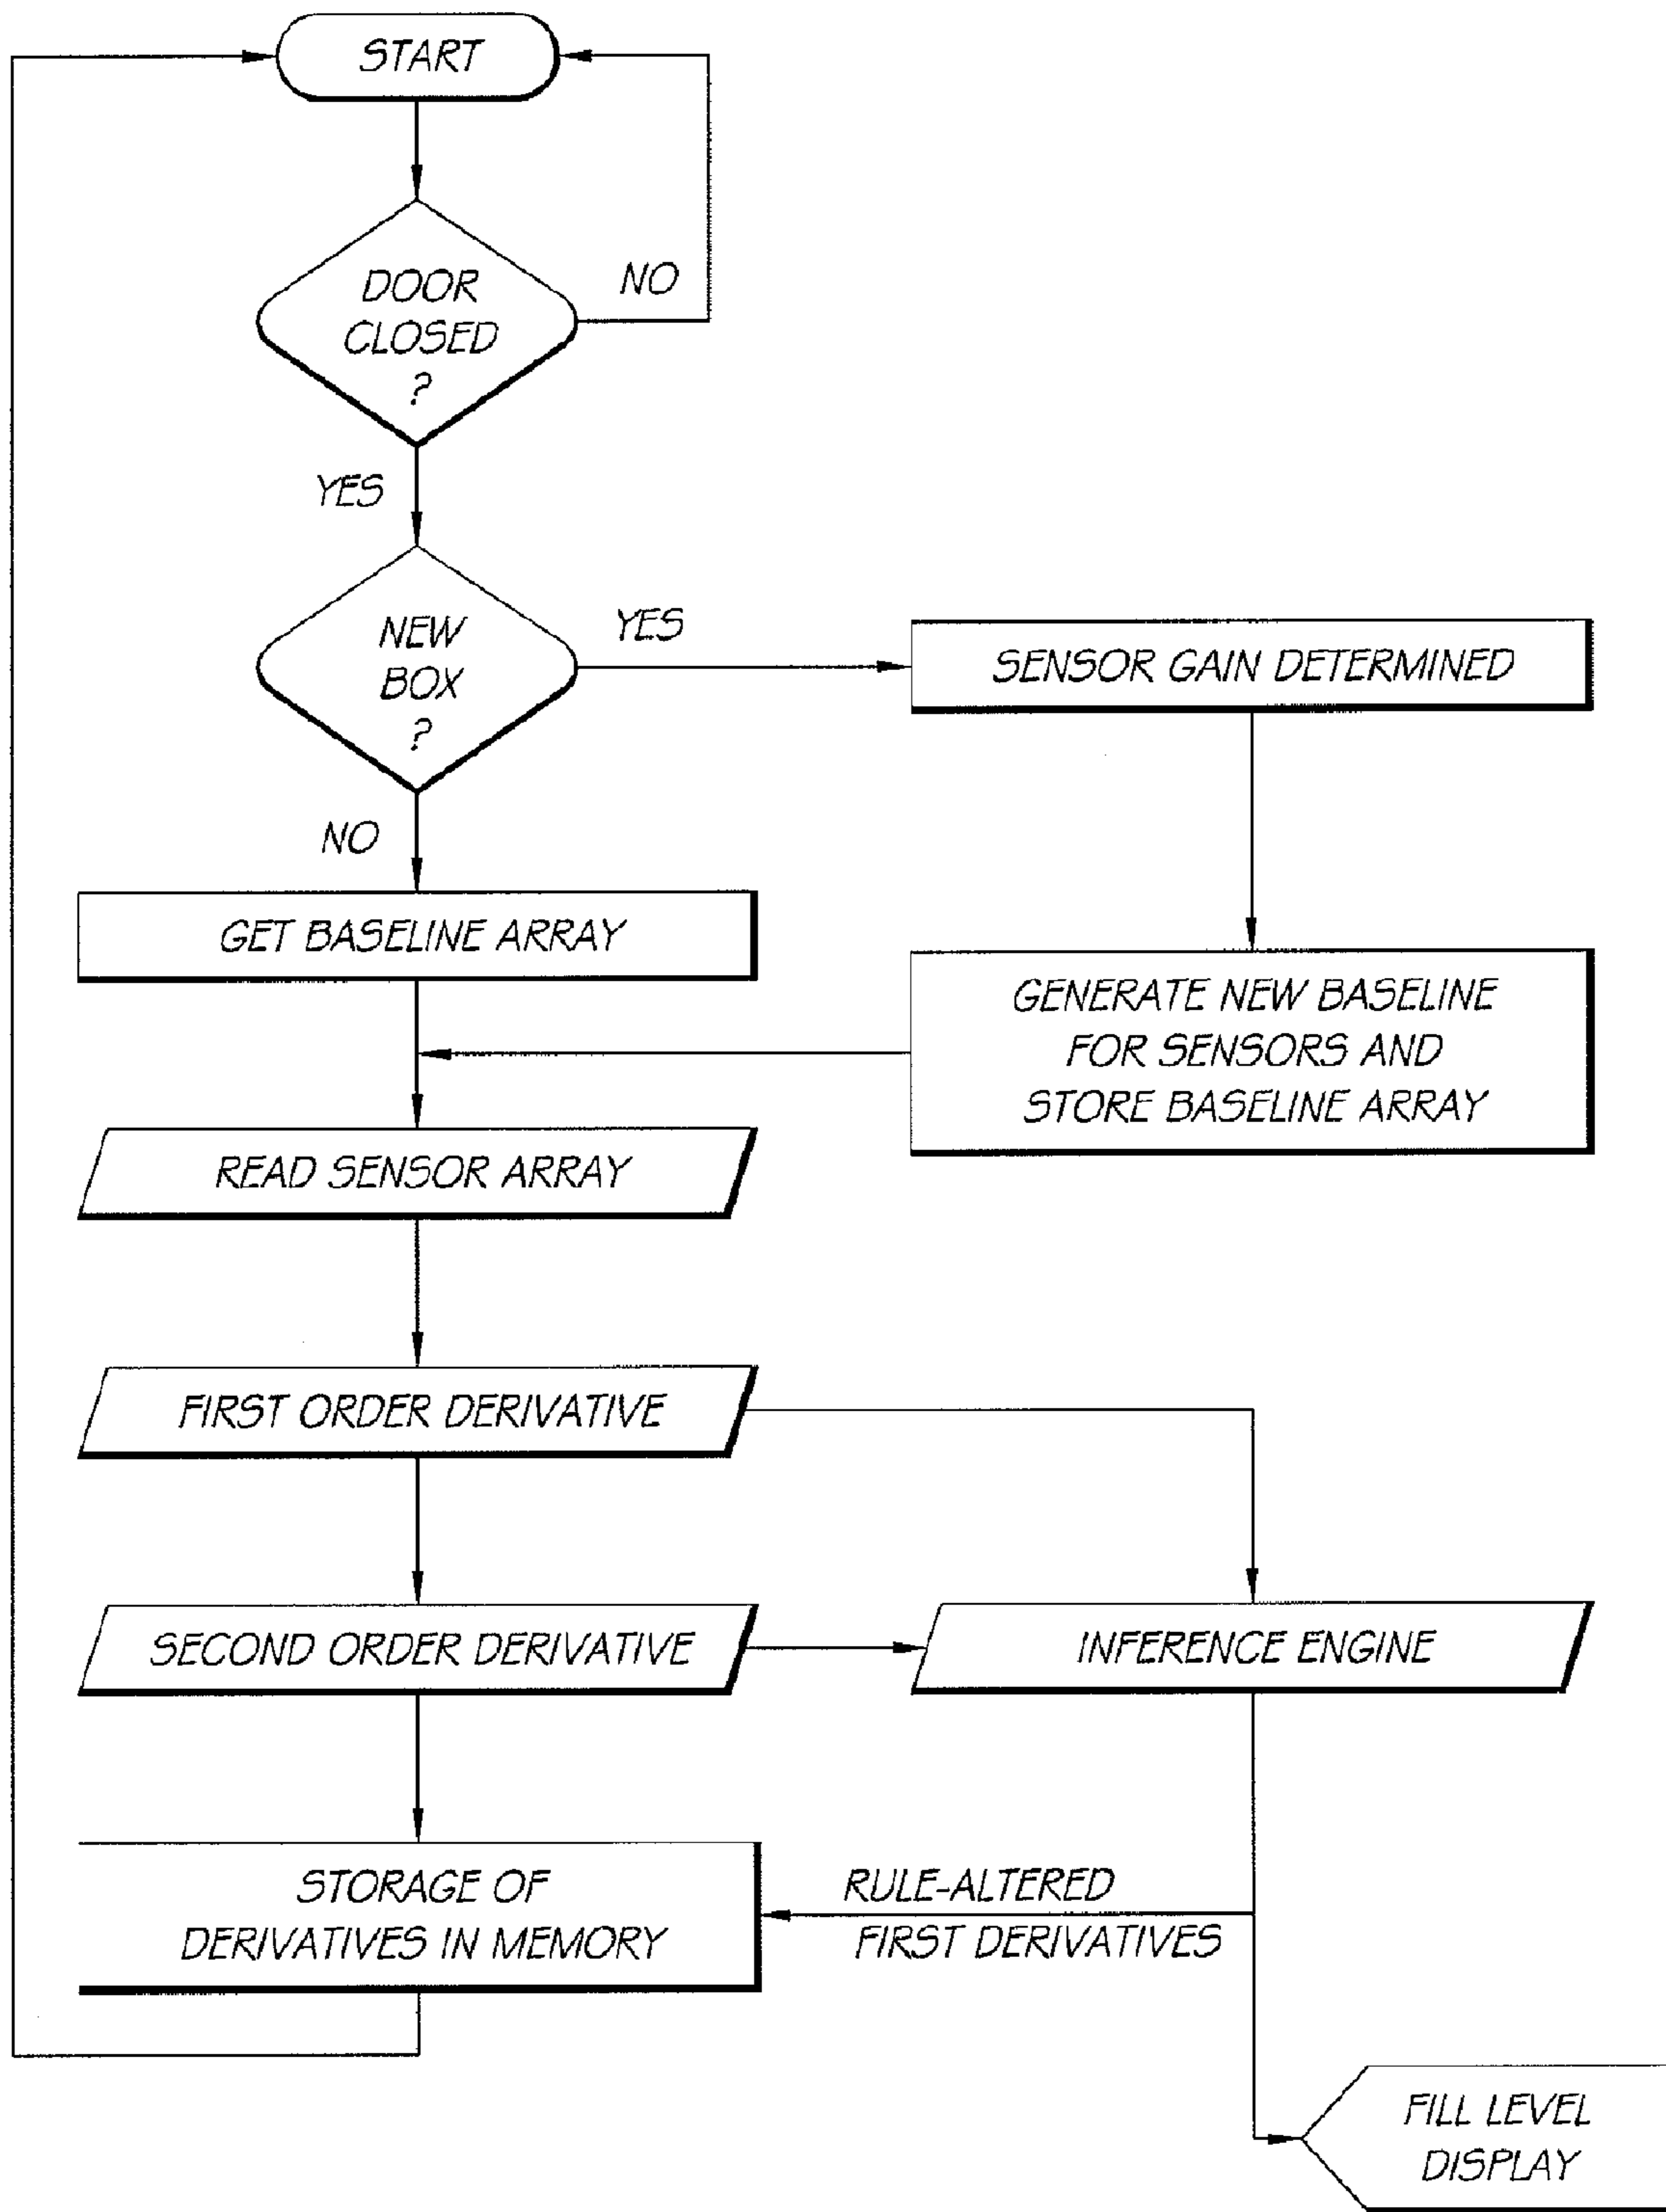 START
DOOR
CLOSED
?
NO
YES
NEW
BOX
?
YES
SENSOR GAIN DETERMINED
NO
GET BASELINE ARRAY
GENERATE NEW BASELINE
FOR SENSORS AND
STORE BASELINE ARRAY
READ SENSOR ARRAY
FIRST ORDER DERIVATIVE
SECOND ORDER DERIVATIVE
INFERENCE ENGINE
STORAGE OF
DERIVATIVES IN MEMORY
RULE-ALTERED
FIRST DERIVATIVES
FILL LEVEL
DISPLAY